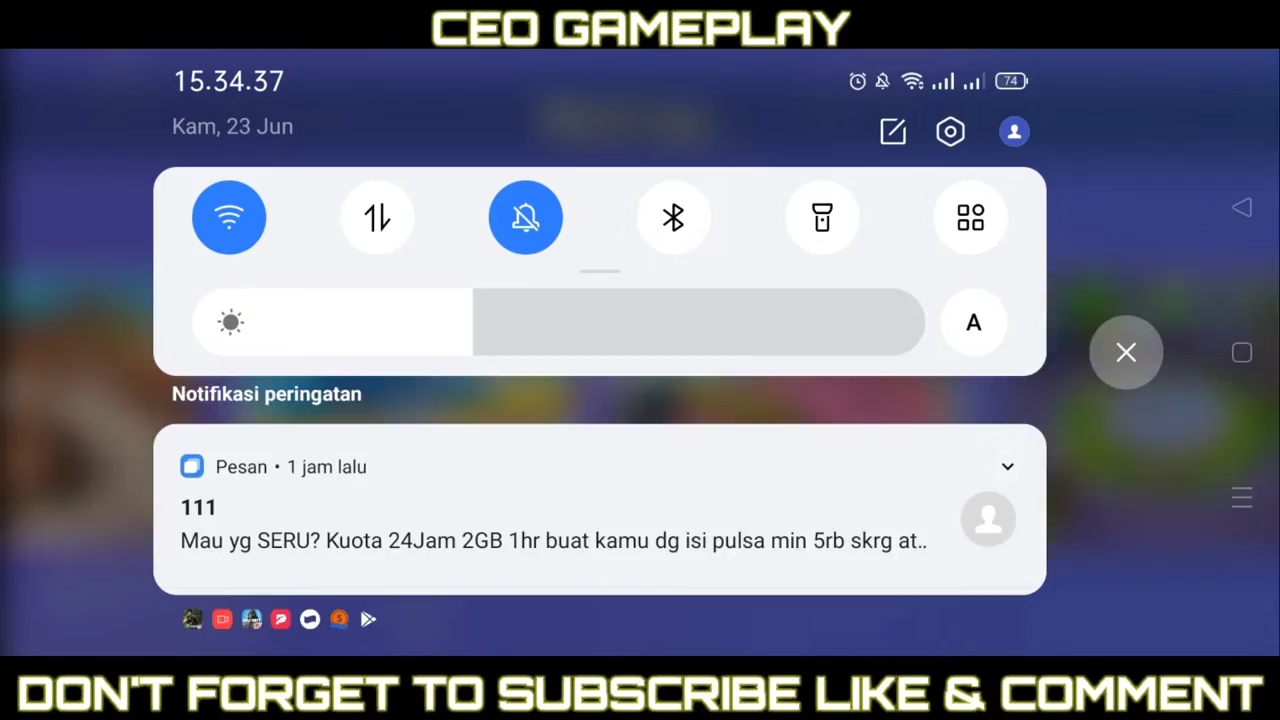 CEO GAMEPLAY
15.34.37
74
Kam, 23 Jun
A
Notifikasi peringatan
Pesan • 1 jam lalu
111
Mau yg SERU? Kuota 24Jam 2GB 1hr buat kamu dg isi pulsa min 5rb skrg at..
DON'T FORGET TO SUBSCRIBE LIKE & COMMENT